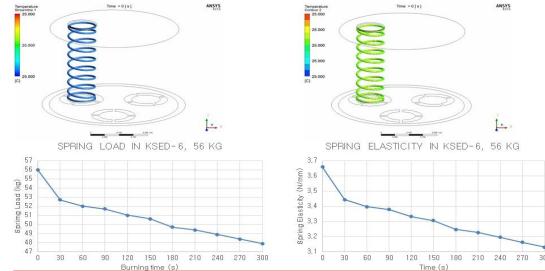 Temperature
Streamline 1
Time = 0 [s]
ANSYS
25.000
25.000
25.000
[C]
Temperature
Contour 2
Time = 0 [s]
ANSYS
25.000
25.000
25.000
25.000
25.000
[C]
SPRING LOAD IN KSED-6, 56 KG
57
56
55
54
53
52
51
50
49
48
47
Spring Load (kg)
0 30 60 90 120 150 180 210 240 270 300
Burning time (s)
SPRING ELASTICITY IN KSED-6, 56 KG
3.7
3.6
3.5
3.4
3.3
3.2
3.1
Spring Elasticity (N/mm)
0 30 60 90 120 150 180 210 240 270 300
Time (s)